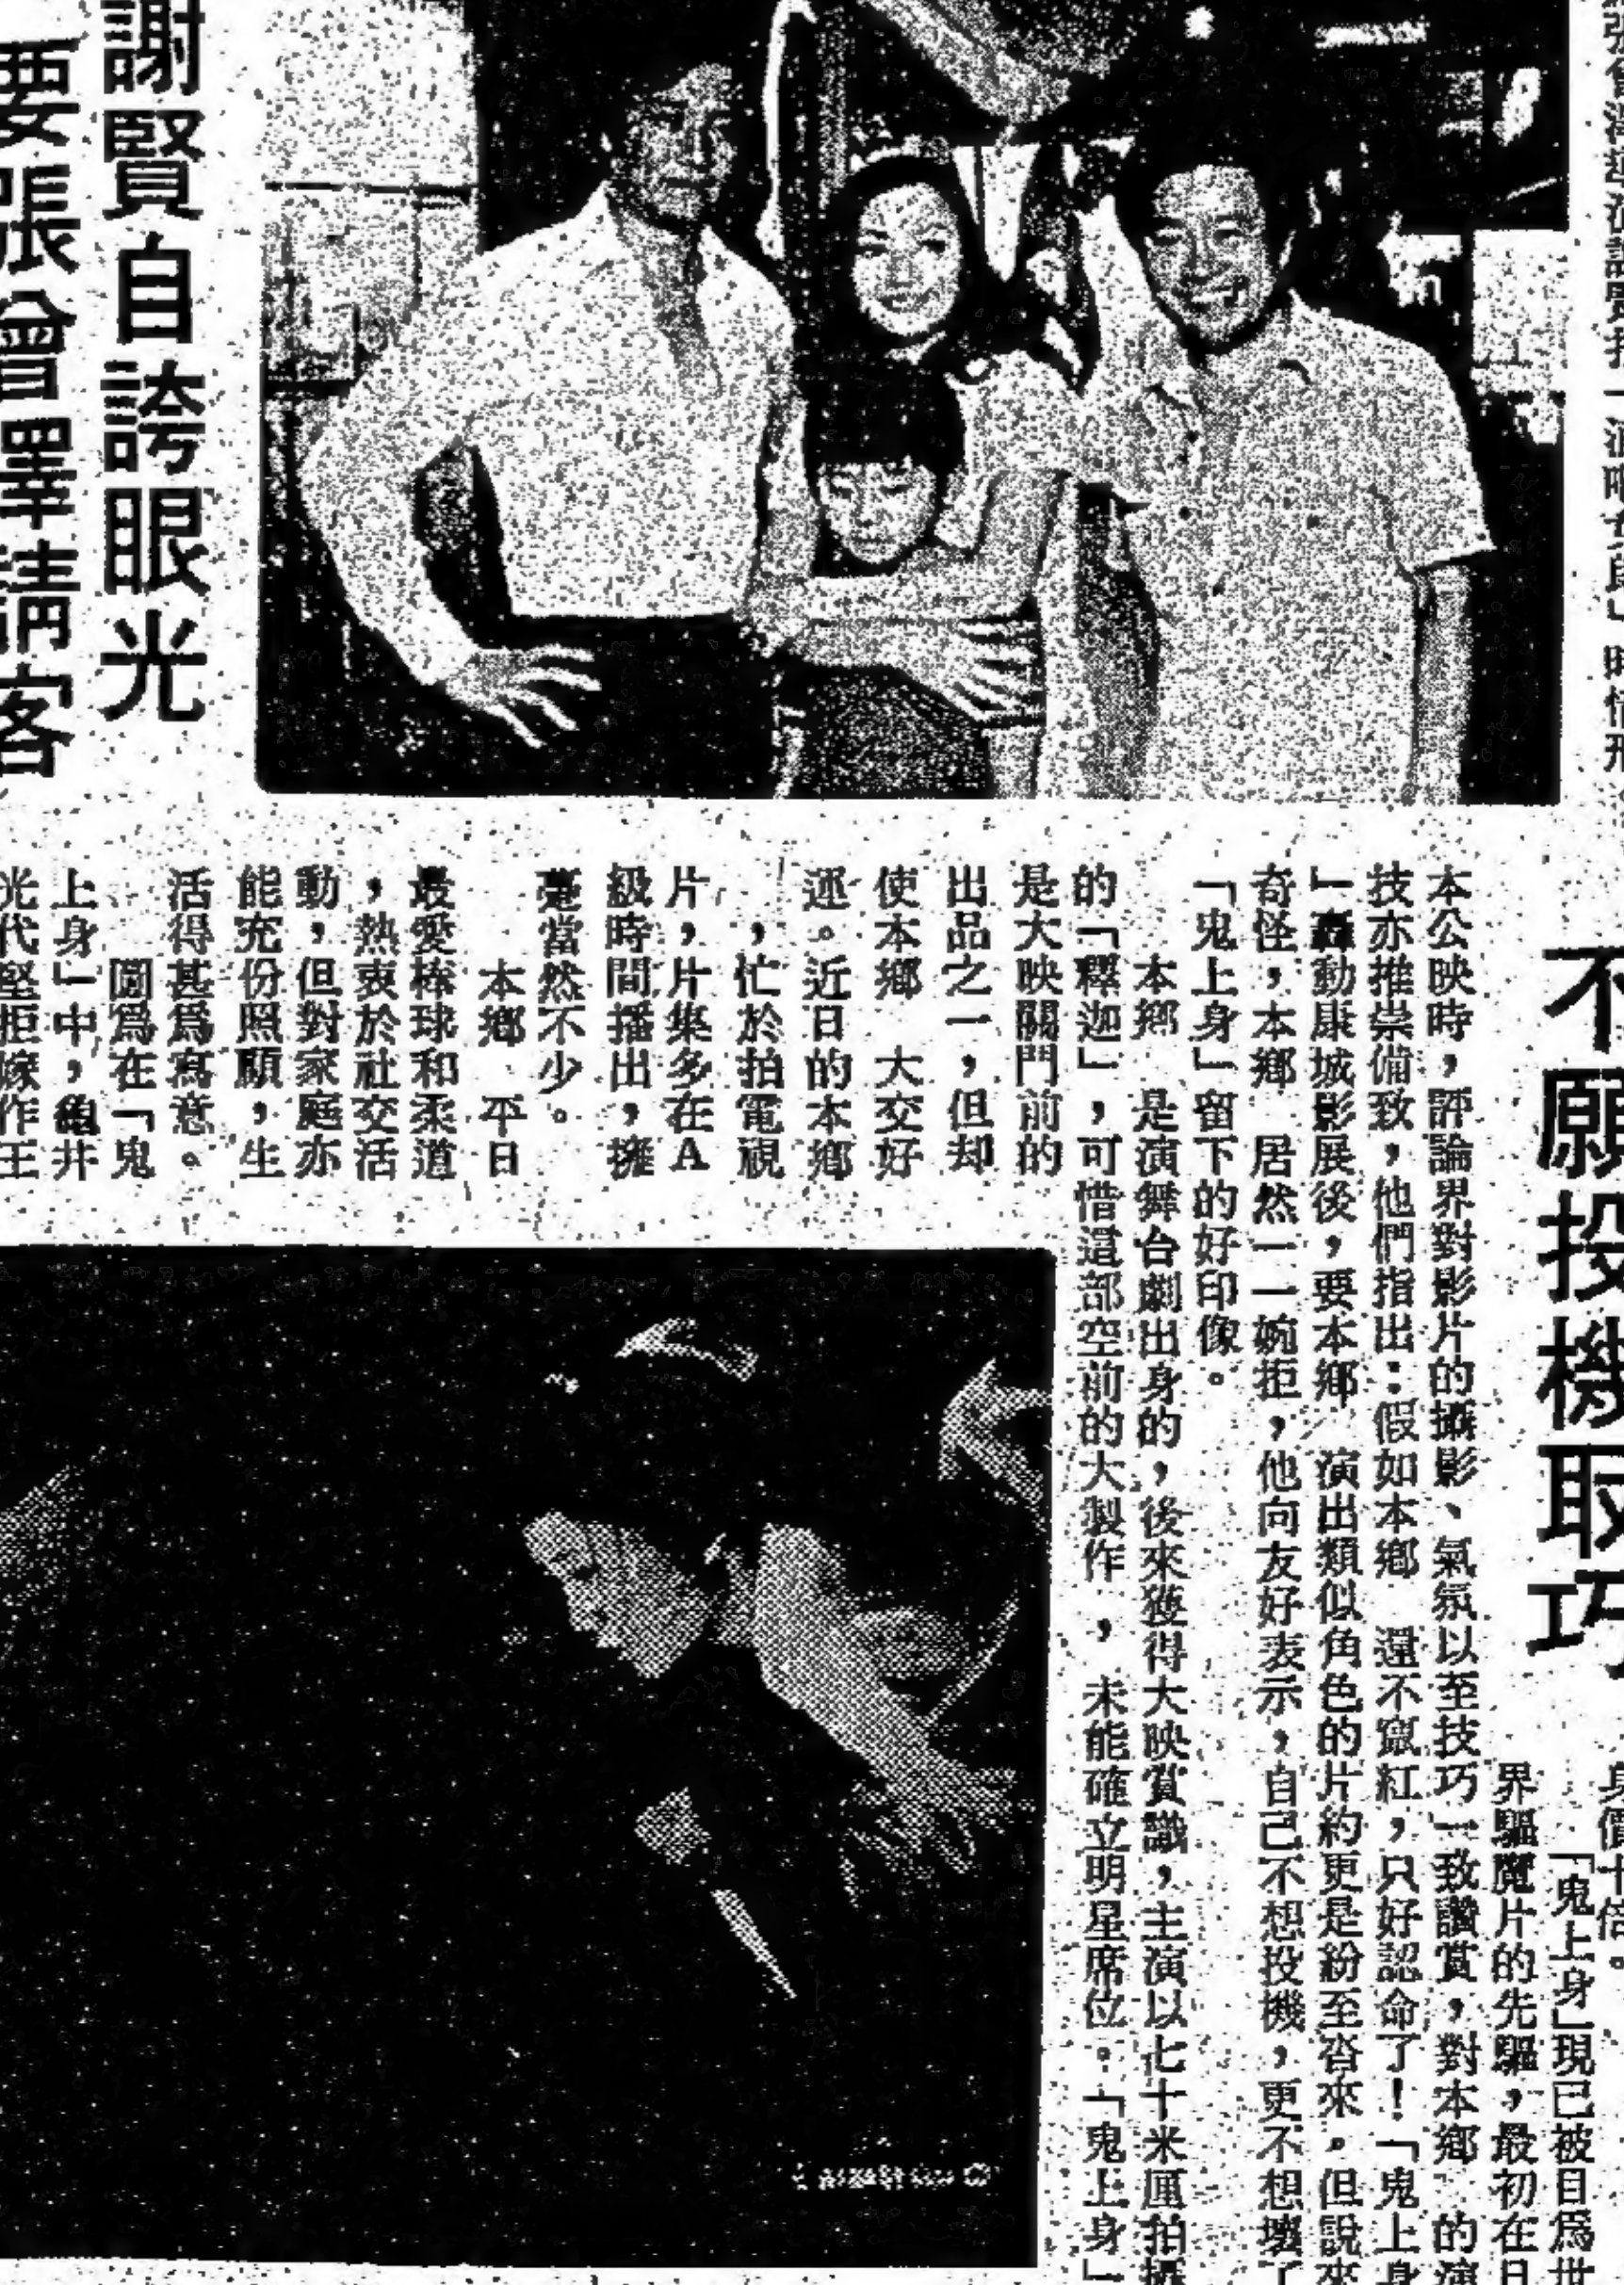 不願投機取巧
身價十倍。
「鬼上身」現已被目爲世
界驅魔片的先驅，最初在日
本公映時，評論界對影片的攝影、氣氛以至技巧一致讚賞，對本鄉 的演
技亦推崇備致，他們指出：假如本鄉 還不竄紅，只好認命了！「鬼上身
」轟動康城影展後，要本鄉 演出類似角色的片約更是紛至沓來。但說來
奇怪，本鄉 居然一一婉拒，他向友好表示，自己不想投機，更不想壞了
「鬼上身」留下的好印像。
本鄉 是演舞台劇出身的，後來獲得大映賞識，主演以七十米厘拍攝
的「釋迦」，可惜這部空前的大製作，未能確立明星席位。「鬼上身」
是大映關門前的
出品之一，但却
使本鄉 大交好
運。近日的本鄉
，忙於拍電視
片，片集多在A
級時間播出，擁
躉當然不少。
本鄉 平日
最愛棒球和柔道
，熱衷於社交活
動，但對家庭亦
能充份照顧，生
活得甚爲寫意。
圖爲在「鬼
上身」中，龜井
光代堅拒嫁作王
謝賢自誇眼光
要張曾澤請客